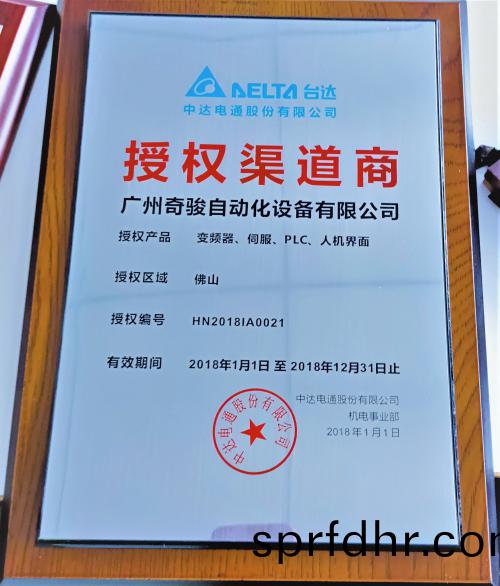 DELTA 台达
中达电通股份有限公司
授权渠道商
广州奇骏自动化设备有限公司
授权产品 变频器、伺服、PLC、人机界面
授权区域 佛山
授权编号 HN2018IA0021
有效期间 2018年1月1日 至 2018年12月31日止
中达电通股份有限公司
机电事业部
2018年1月1日
中达电通股份有限公司
sprfdhr.com